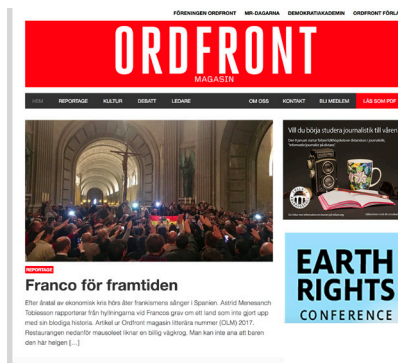 FÖRENINGEN ORDFRONT MR-DAGARNA DEMOKRATIAKADEMIN ORDFRONT FÖRLA
ORDFRONT
MAGASIN
HEM REPORTAGE KULTUR DEBATT LEDARE OM OSS KONTAKT BLI MEDLEM LÄS SOM PDF
Vill du börja studera journalistik till våren
REPORTAGE
Franco för framtiden
Efter åratal av ekonomisk kris hörs åter frankismens sånger i Spanien. Astrid Menesarich
Tobiesson rapporterar från hyllningarna vid Francos grav om ett land som inte gjort upp
med sin blodiga historia. Artikel ur Ordfront magasin litterära nummer (OLM) 2017.
Restaurangen nedanför mausoleet liknar en billig vägkrog. Man kan inte ana att baren
den här helgen […]
EARTH
RIGHTS
CONFERENCE